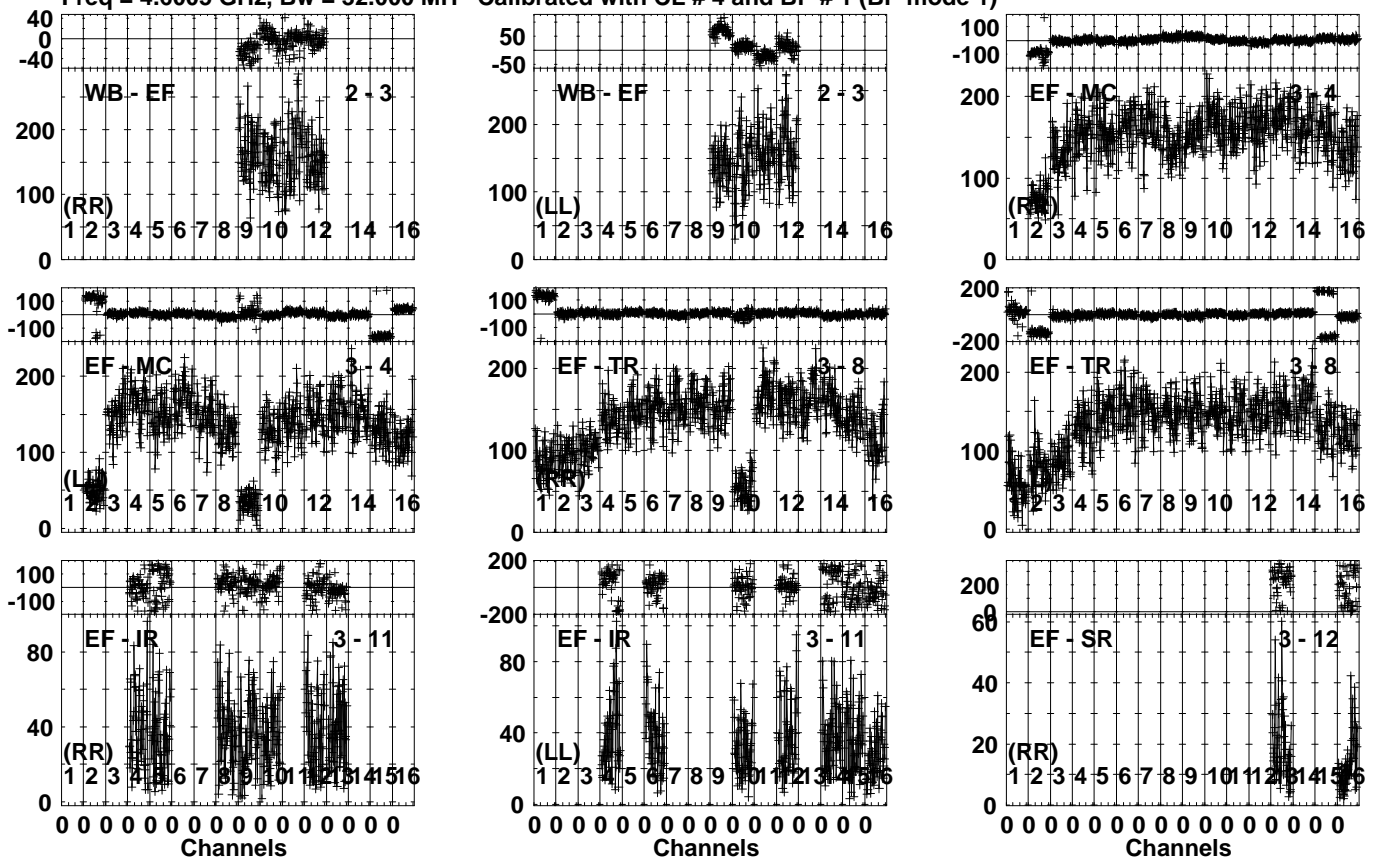 Freq = 4.6005 GHz, Bw = 32.000 MH Calibrated with CL # 4 and BP # 1 (BP mode 1)
40
0
-40
WB - EF 2 - 3
200
100
(RR)
1 2 3 4 5 6 7 8 9 10 12 14 16
0
50
-50
WB - EF 2 - 3
200
100
(LL)
1 2 3 4 5 6 7 8 9 10 12 14 16
0
100
-100
EF - MC 3 - 4
200
100
1 2 3 4 5 6 7 8 9 10 12 14 16
0
100
-100
EF - MC 3 - 4
200
100
(LL)
1 2 3 4 5 6 7 8 10 12 14 16
0
100
-100
EF - TR 3 - 8
200
100
(RR)
1 2 3 4 5 6 7 8 9 10 12 14 16
0
200
-200
EF - TR 3 - 8
200
100
1 2 3 4 5 6 7 8 9 10 12 14 16
0
100
-100
EF - IR 3 - 11
80
40
(RR)
1 2 3 4 5 6 7 8 9 10 11 12 13 14 15 16
0
0 0 0 0 0 0 0 0 0 0 0 0 0 0 0 0
Channels
200
-200
EF - IR 3 - 11
80
40
(LL)
1 2 3 4 5 6 7 8 9 10 11 12 13 14 15 16
0
0 0 0 0 0 0 0 0 0 0 0 0 0 0 0 0
Channels
200
0
EF - SR 3 - 12
60
40
20
(RR)
1 2 3 4 5 6 7 8 9 10 11 12 13 14 15 16
0
0 0 0 0 0 0 0 0 0 0 0 0 0 0 0 0
Channels